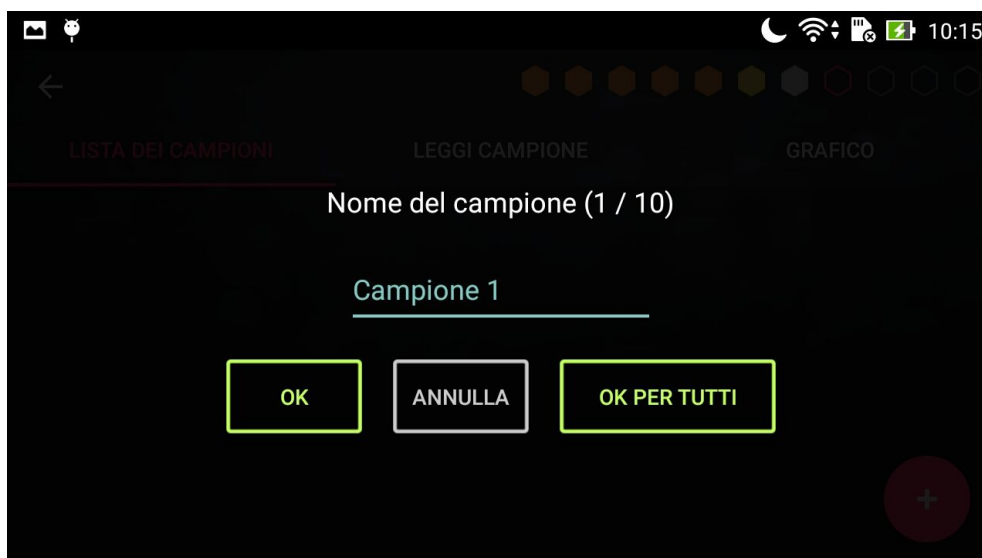 10:15
LISTA DEI CAMPIONI LEGGI CAMPIONE GRAFICO
Nome del campione (1 / 10)
Campione 1
OK ANNULLA OK PER TUTTI
+